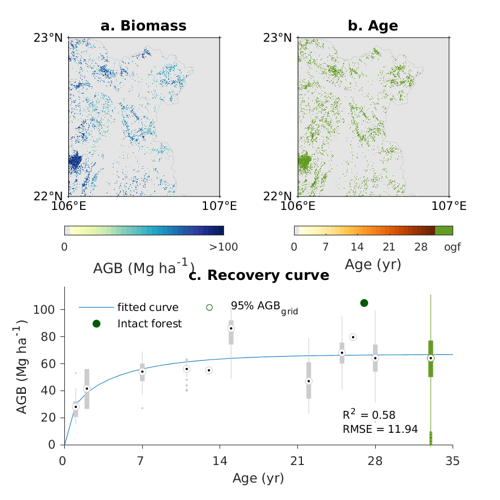 a. Biomass
b. Age
23°N
22°N
106°E
107°E
23°N
22°N
106°E
107°E
0
>100
AGB (Mg ha-1)
0
7
14
21
28
ogf
Age (yr)
c. Recovery curve
AGB (Mg ha-1)
100
80
60
40
20
0
fitted curve
95% AGBgrid
Intact forest
R2 = 0.58
RMSE = 11.94
0
7
14
21
28
35
Age (yr)